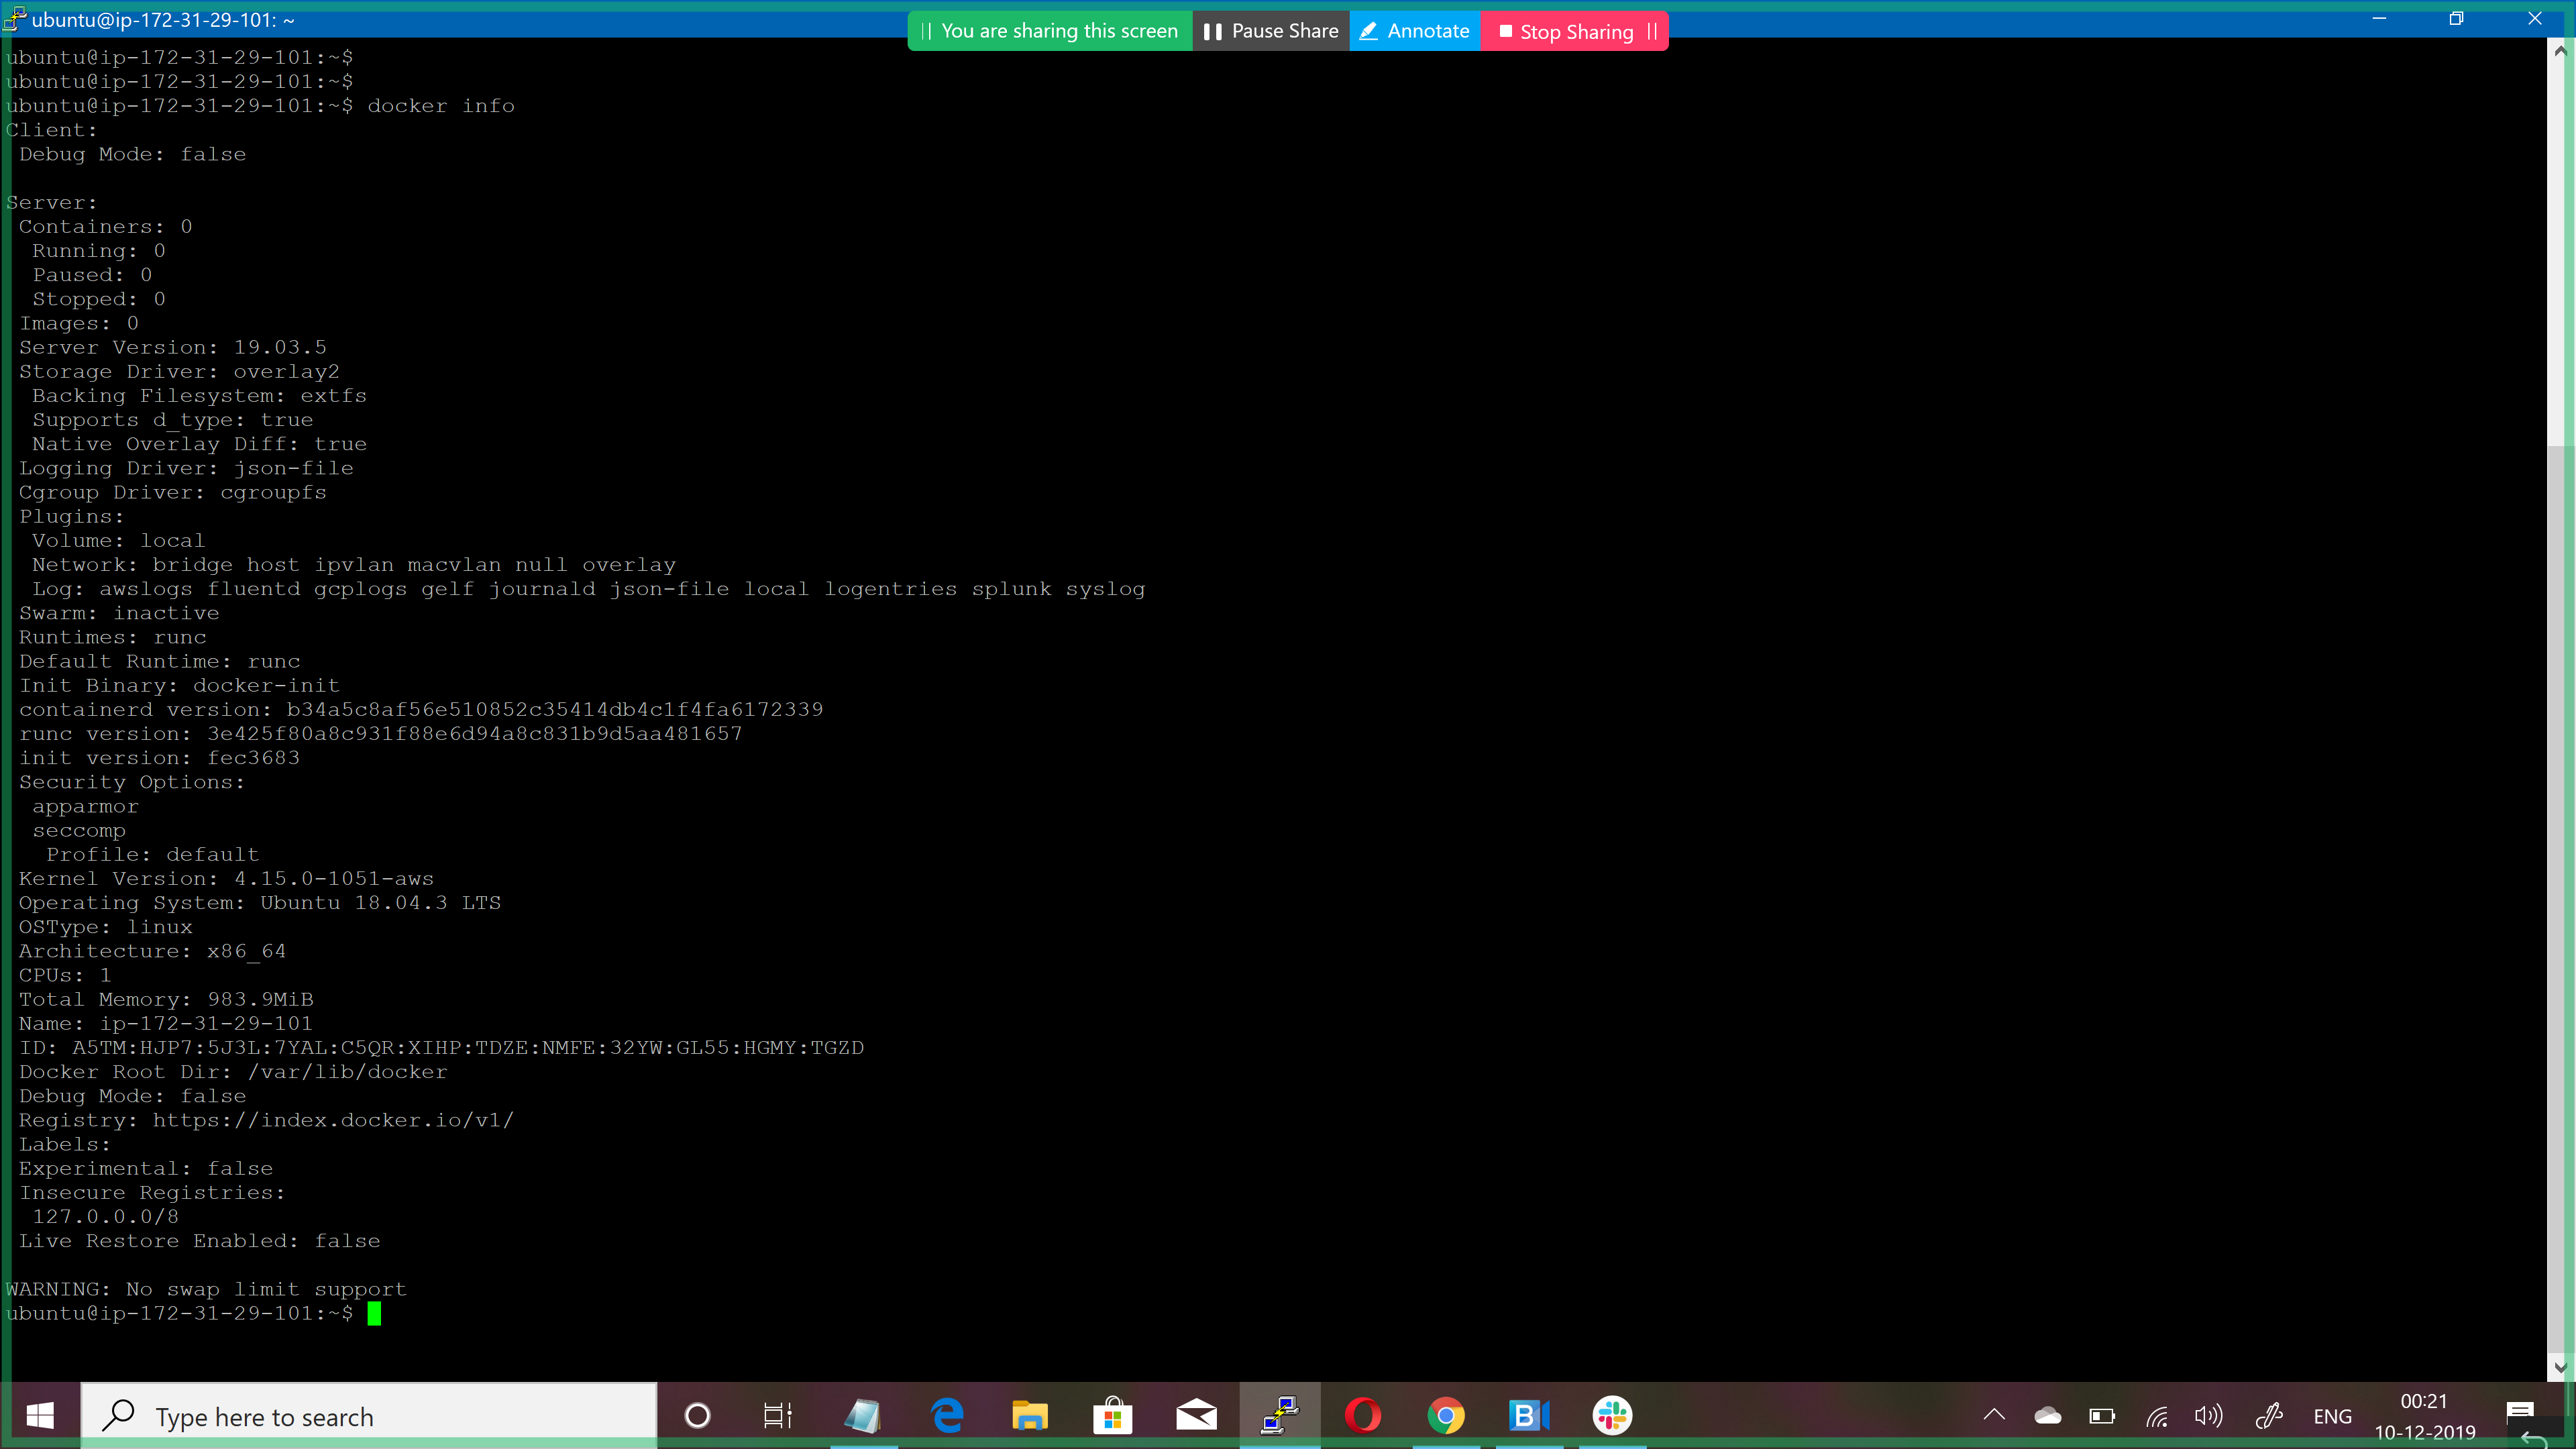 ubuntu@ip-172-31-29-101: ~
You are sharing this screen
Pause Share
Annotate
Stop Sharing
ubuntu@ip-172-31-29-101:~$
ubuntu@ip-172-31-29-101:~$
ubuntu@ip-172-31-29-101:~$ docker info
Client:
 Debug Mode: false

Server:
 Containers: 0
  Running: 0
  Paused: 0
  Stopped: 0
 Images: 0
 Server Version: 19.03.5
 Storage Driver: overlay2
  Backing Filesystem: extfs
  Supports d_type: true
  Native Overlay Diff: true
 Logging Driver: json-file
 Cgroup Driver: cgroupfs
 Plugins:
  Volume: local
  Network: bridge host ipvlan macvlan null overlay
  Log: awslogs fluentd gcplogs gelf journald json-file local logentries splunk syslog
 Swarm: inactive
 Runtimes: runc
 Default Runtime: runc
 Init Binary: docker-init
 containerd version: b34a5c8af56e510852c35414db4c1f4fa6172339
 runc version: 3e425f80a8c931f88e6d94a8c831b9d5aa481657
 init version: fec3683
 Security Options:
  apparmor
  seccomp
   Profile: default
 Kernel Version: 4.15.0-1051-aws
 Operating System: Ubuntu 18.04.3 LTS
 OSType: linux
 Architecture: x86_64
 CPUs: 1
 Total Memory: 983.9MiB
 Name: ip-172-31-29-101
 ID: A5TM:HJP7:5J3L:7YAL:C5QR:XIHP:TDZE:NMFE:32YW:GL55:HGMY:TGZD
 Docker Root Dir: /var/lib/docker
 Debug Mode: false
 Registry: https://index.docker.io/v1/
 Labels:
 Experimental: false
 Insecure Registries:
  127.0.0.0/8
 Live Restore Enabled: false

WARNING: No swap limit support
ubuntu@ip-172-31-29-101:~$
Type here to search
ENG
00:21
10-12-2019